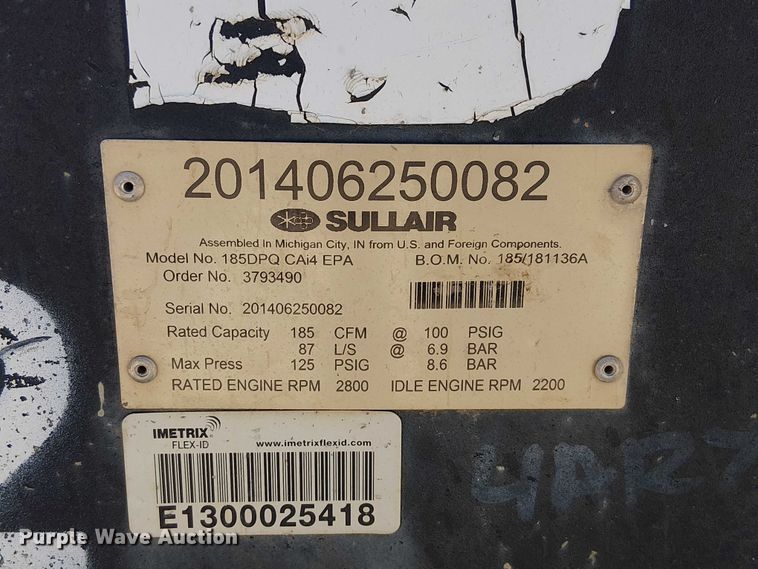 201406250082
SULLAIR
Assembled In Michigan City, IN from U.S. and Foreign Components.
Model No. 185DPQ CAi4 EPA B.O.M. No. 185/181136A
Order No. 3793490
Serial No. 201406250082
Rated Capacity 185 CFM @ 100 PSIG
87 L/S @ 6.9 BAR
Max Press 125 PSIG 8.6 BAR
RATED ENGINE RPM 2800 IDLE ENGINE RPM 2200
IMETRIX
FLEX-ID www.imetrixflexid.com
E1300025418
Purple Wave Auction